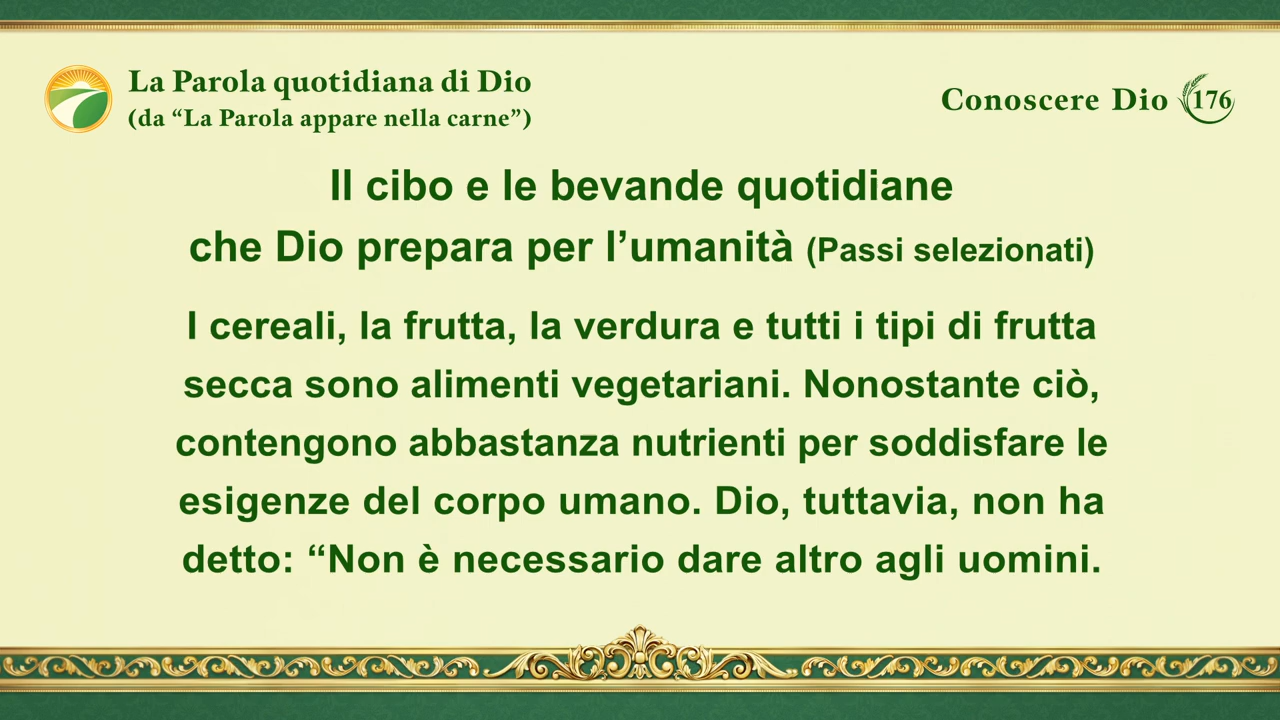 La Parola quotidiana di Dio
(da “La Parola appare nella carne”)
Conoscere Dio 176
Il cibo e le bevande quotidiane
che Dio prepara per l’umanità (Passi selezionati)
I cereali, la frutta, la verdura e tutti i tipi di frutta
secca sono alimenti vegetariani. Nonostante ciò,
contengono abbastanza nutrienti per soddisfare le
esigenze del corpo umano. Dio, tuttavia, non ha
detto: “Non è necessario dare altro agli uomini.